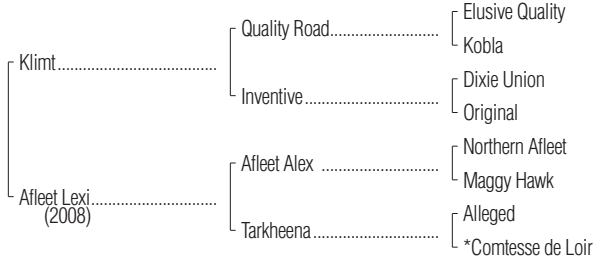 Elusive Quality
Quality Road..................................
Kobla
Klimt.....................................
Dixie Union
Inventive...............................
Original
Northern Afleet
Afleet Alex ...........................
Maggy Hawk
Afleet Lexi.............................
(2008)
Alleged
Tarkheena.............................
*Comtesse de Loir